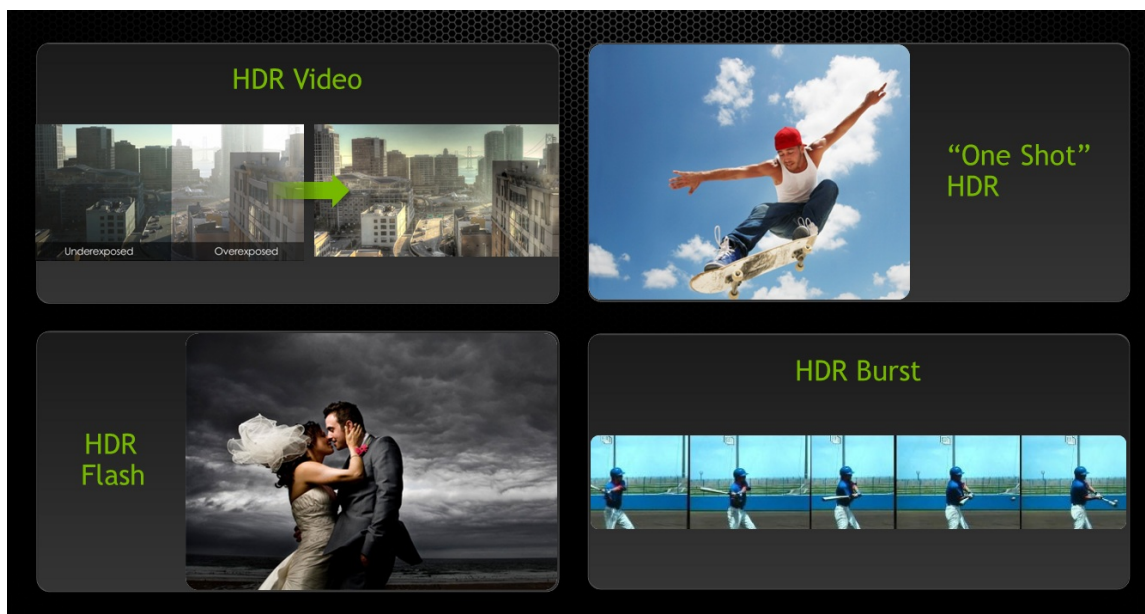 HDR Video
Underexposed
Overexposed
“One Shot”
HDR
HDR
Flash
HDR Burst